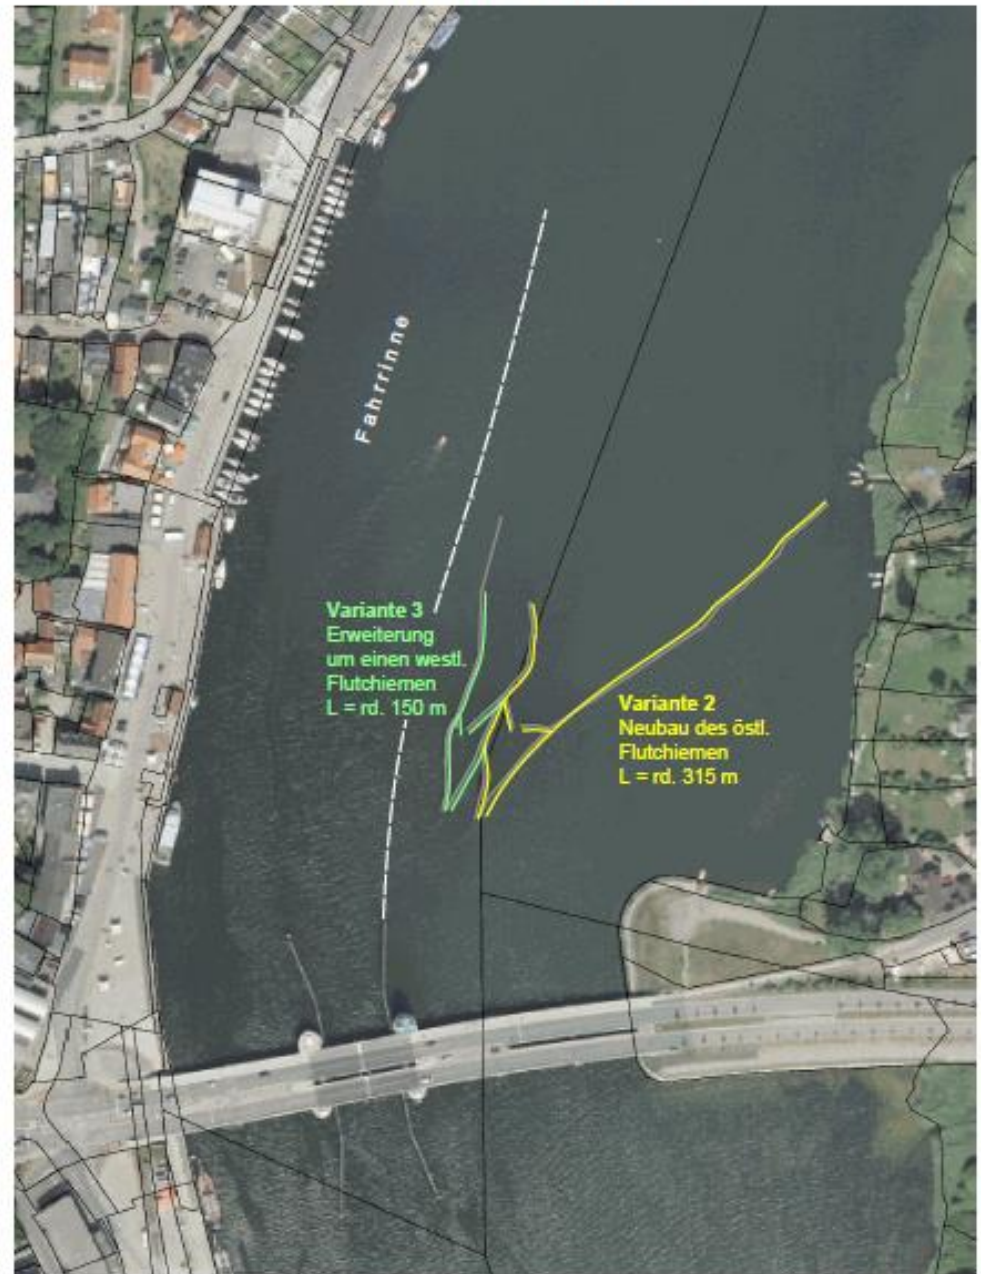 Fahrrinne
Variante 3
Erweiterung
um einen westl.
Flutchiemen
L = rd. 150 m
Variante 2
Neubau des östl.
Flutchiemen
L = rd. 315 m